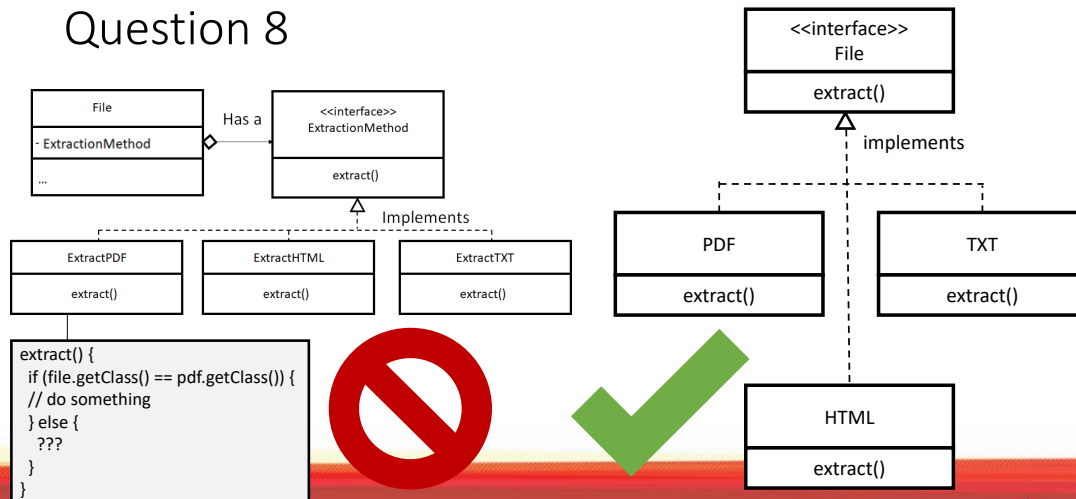 Question 8
File
- ExtractionMethod
...
Has a
<<interface>>
ExtractionMethod
extract()
Implements
ExtractPDF
extract()
ExtractHTML
extract()
ExtractTXT
extract()
extract() {
if (file.getClass() == pdf.getClass()) {
// do something
} else {
???
}
}
<<interface>>
File
extract()
implements
PDF
extract()
TXT
extract()
HTML
extract()